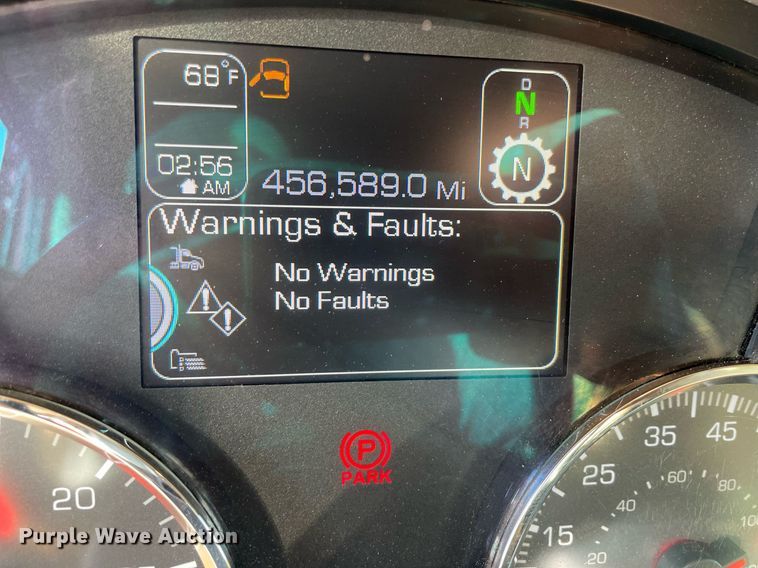 68°F
D
N
R
N
02:56
AM
456,589.0 Mi
Warnings & Faults:
No Warnings
No Faults
P
PARK
20
15
25
35
45
20
40
60
80
Purple Wave Auction